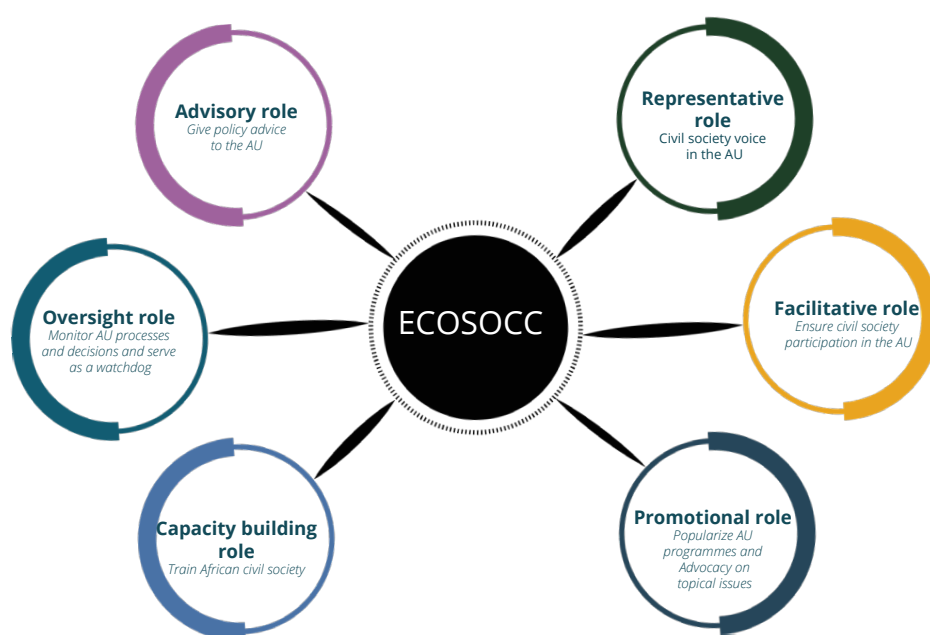 Advisory role
Give policy advice
to the AU
Representative
role
Civil society voice
in the AU
Oversight role
Monitor AU processes
and decisions and serve
as a watchdog
ECOSOCC
Facilitative role
Ensure civil society
participation in the AU
Capacity building
role
Train African civil society
Promotional role
Popularize AU
programmes and
Advocacy on
topical issues